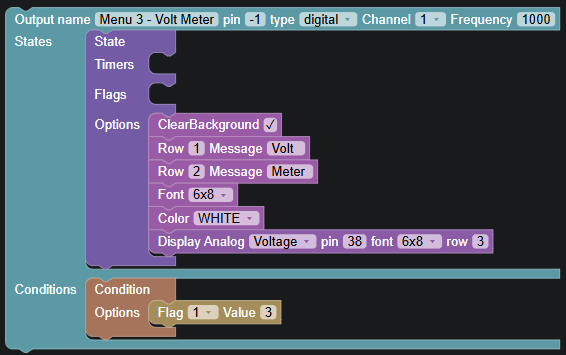 Output name Menu 3 - Volt Meter pin -1 type digital Channel 1 Frequency 1000
States State
Timers
Flags
Options ClearBackground ✓
Row 1 Message Volt
Row 2 Message Meter
Font 6x8
Color WHITE
Display Analog Voltage pin 38 font 6x8 row 3
Conditions Condition
Options Flag 1 Value 3